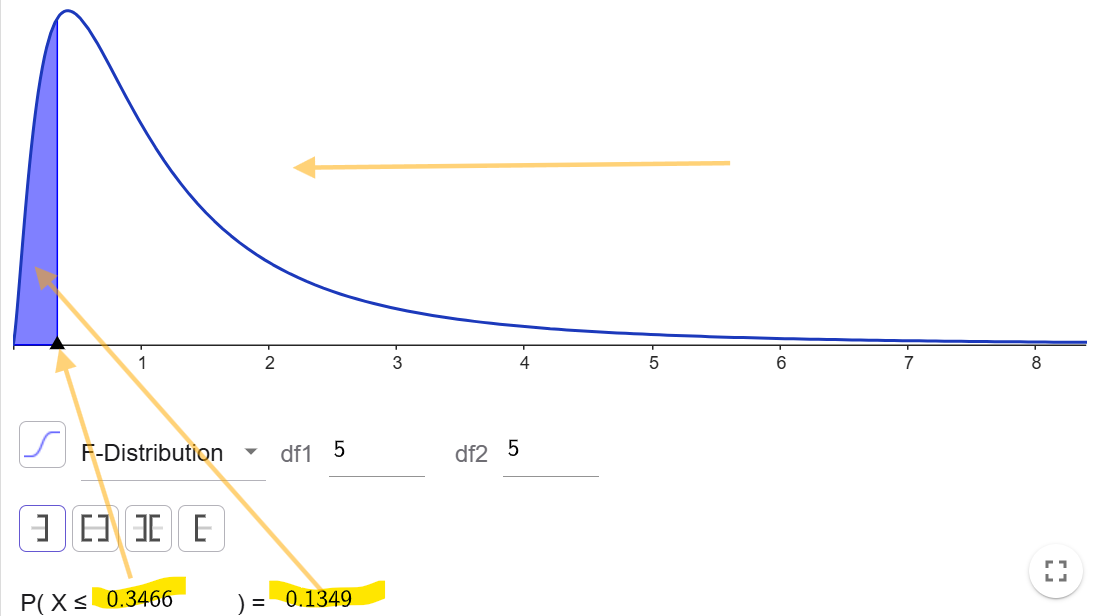 1 2 3 4 5 6 7 8
F-Distribution df1 5 df2 5
P( X ≤ 0.3466 ) = 0.1349